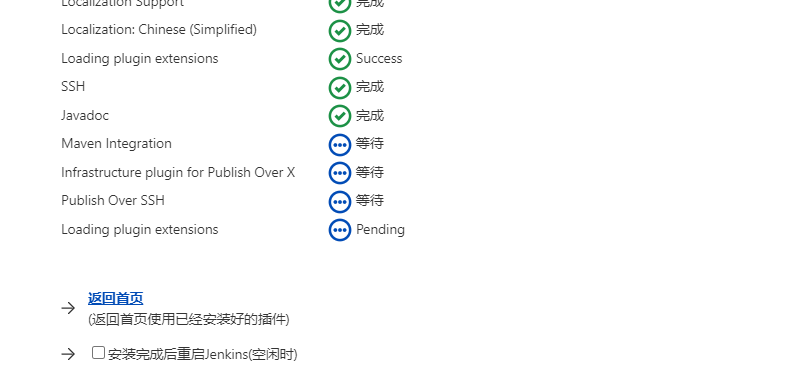 Localization Support 完成
Localization: Chinese (Simplified) 完成
Loading plugin extensions Success
SSH 完成
Javadoc 完成
Maven Integration 等待
Infrastructure plugin for Publish Over X 等待
Publish Over SSH 等待
Loading plugin extensions Pending
返回首页
(返回首页使用已经安装好的插件)
安装完成后重启Jenkins(空闲时)